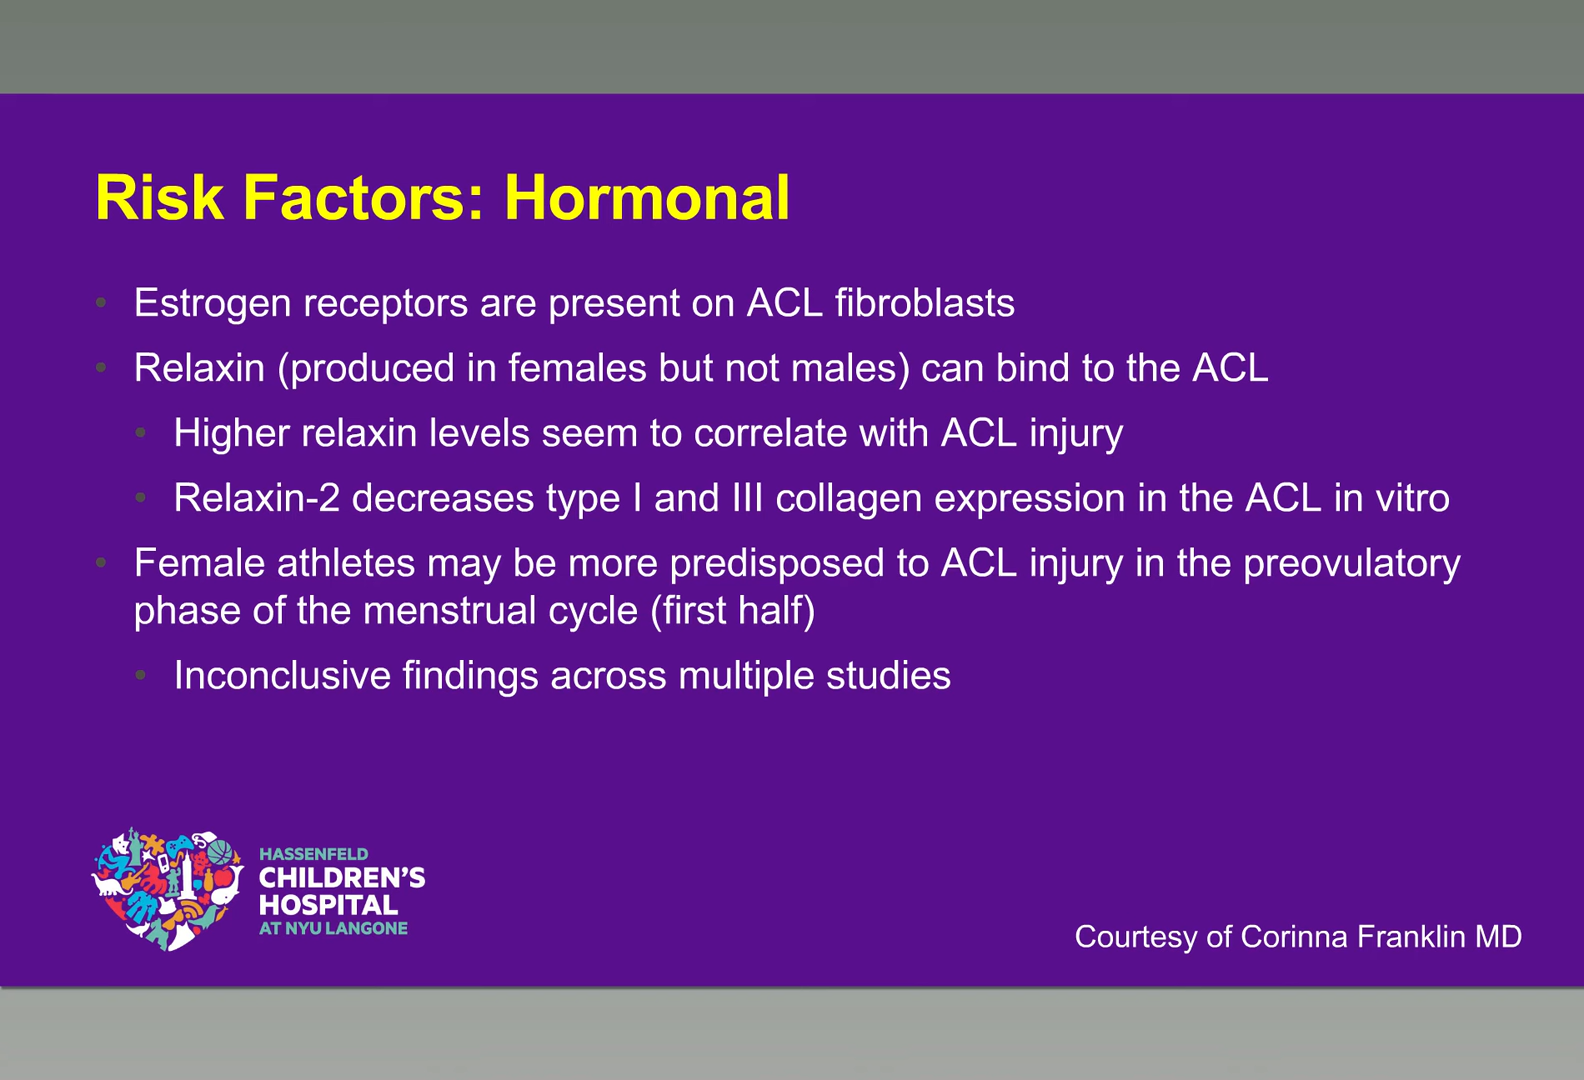 Risk Factors: Hormonal
• Estrogen receptors are present on ACL fibroblasts
• Relaxin (produced in females but not males) can bind to the ACL
• Higher relaxin levels seem to correlate with ACL injury
• Relaxin-2 decreases type I and III collagen expression in the ACL in vitro
• Female athletes may be more predisposed to ACL injury in the preovulatory
phase of the menstrual cycle (first half)
• Inconclusive findings across multiple studies
HASSENFELD
CHILDREN'S
HOSPITAL
AT NYU LANGONE
Courtesy of Corinna Franklin MD